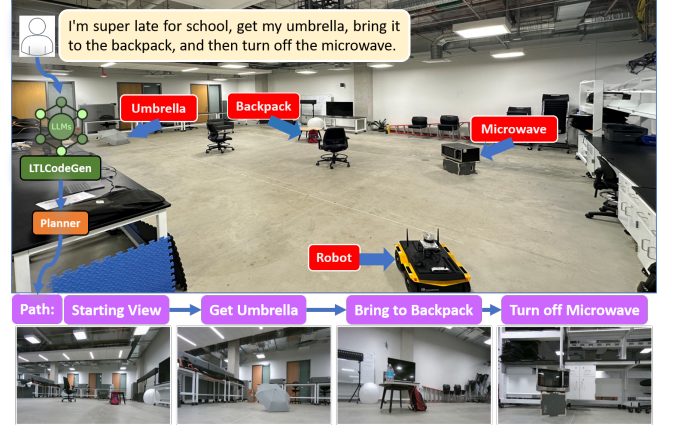 I'm super late for school, get my umbrella, bring it
to the backpack, and then turn off the microwave.
LLMs
LTLCodeGen
Planner
Umbrella
Backpack
Microwave
Robot
Path:
Starting View
Get Umbrella
Bring to Backpack
Turn off Microwave